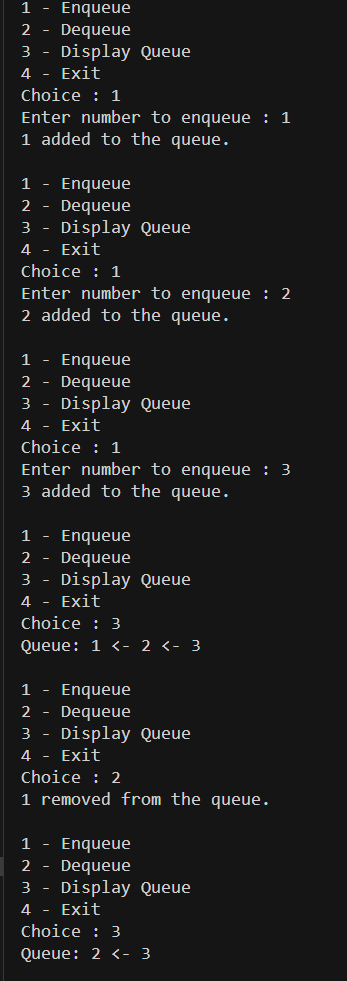 1 - Enqueue
2 - Dequeue
3 - Display Queue
4 - Exit
Choice : 1
Enter number to enqueue : 1
1 added to the queue.

1 - Enqueue
2 - Dequeue
3 - Display Queue
4 - Exit
Choice : 1
Enter number to enqueue : 2
2 added to the queue.

1 - Enqueue
2 - Dequeue
3 - Display Queue
4 - Exit
Choice : 1
Enter number to enqueue : 3
3 added to the queue.

1 - Enqueue
2 - Dequeue
3 - Display Queue
4 - Exit
Choice : 3
Queue: 1 <- 2 <- 3

1 - Enqueue
2 - Dequeue
3 - Display Queue
4 - Exit
Choice : 2
1 removed from the queue.

1 - Enqueue
2 - Dequeue
3 - Display Queue
4 - Exit
Choice : 3
Queue: 2 <- 3